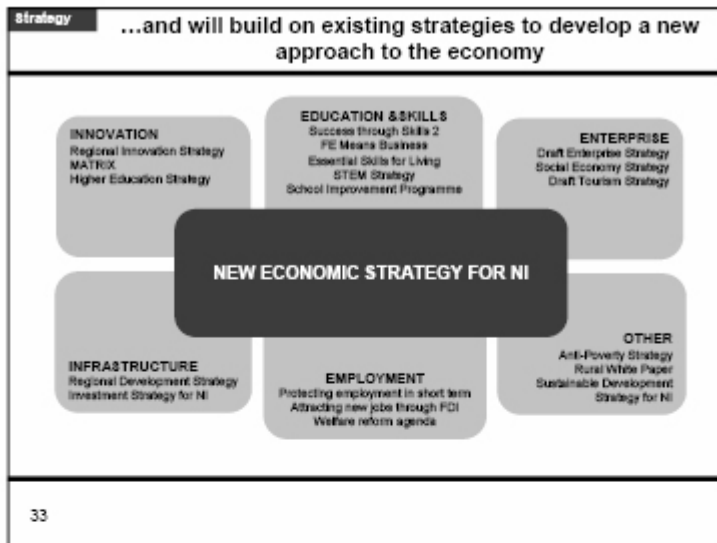 Strategy
...and will build on existing strategies to develop a new
approach to the economy
INNOVATION
Regional Innovation Strategy
MATRIX
Higher Education Strategy
EDUCATION &SKILLS
Success through Skills 2
FE Means Business
Essential Skills for Living
STEM Strategy
School Improvement Programme
ENTERPRISE
Draft Enterprise Strategy
Social Economy Strategy
Draft Tourism Strategy
NEW ECONOMIC STRATEGY FOR NI
INFRASTRUCTURE
Regional Development Strategy
Investment Strategy for NI
EMPLOYMENT
Protecting employment in short term
Attracting new jobs through FDI
Welfare reform agenda
OTHER
Anti-Poverty Strategy
Rural White Paper
Sustainable Development
Strategy for NI
33